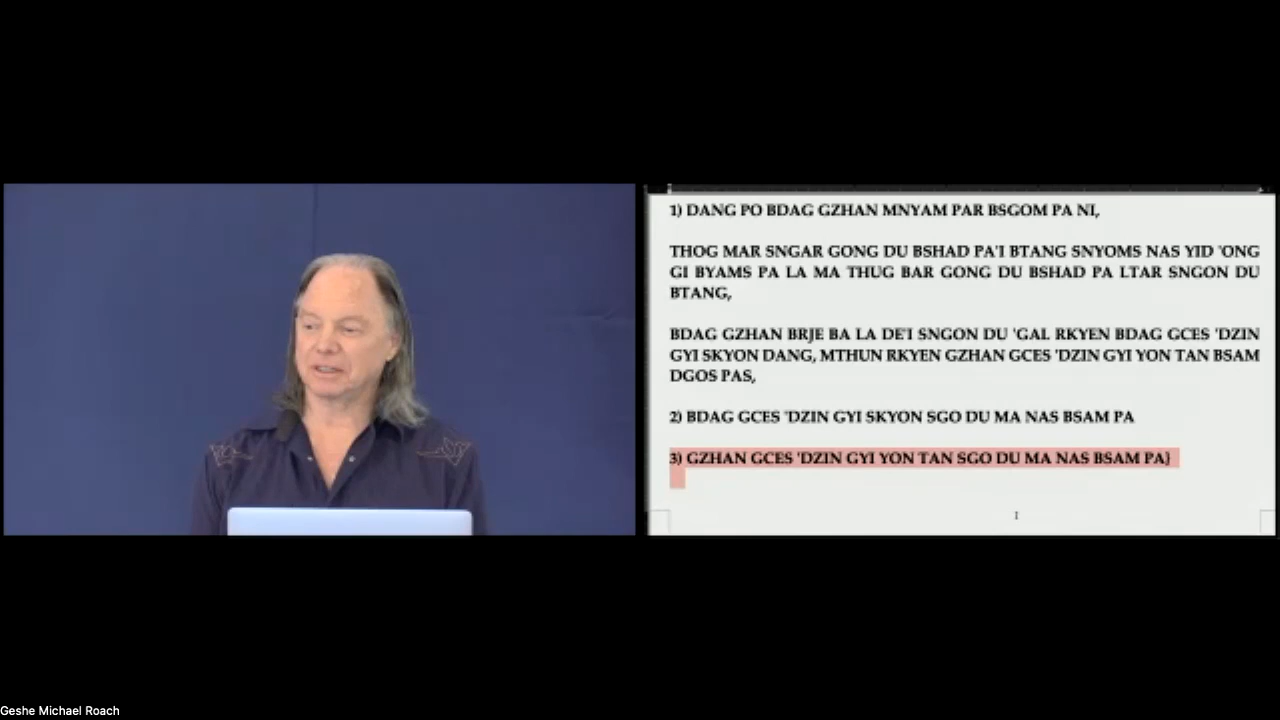 1) DANG PO BDAG GZHAN MNYAM PAR BSGOM PA NI,
THOG MAR SNGAR GONG DU BSHAD PA'I BTANG SNYOMS NAS YID 'ONG
GI BYAMS PA LA MA THUG BAR GONG DU BSHAD PA LTAR SNGON DU
BTANG,
BDAG GZHAN BRJE BA LA DE'I SNGON DU 'GAL RKYEN BDAG GCES 'DZIN
GYI SKYON DANG, MTHUN RKYEN GZHAN GCES 'DZIN GYI YON TAN BSAM
DGOS PAS,
2) BDAG GCES 'DZIN GYI SKYON SGO DU MA NAS BSAM PA
3) GZHAN GCES 'DZIN GYI YON TAN SGO DU MA NAS BSAM PA}
Geshe Michael Roach